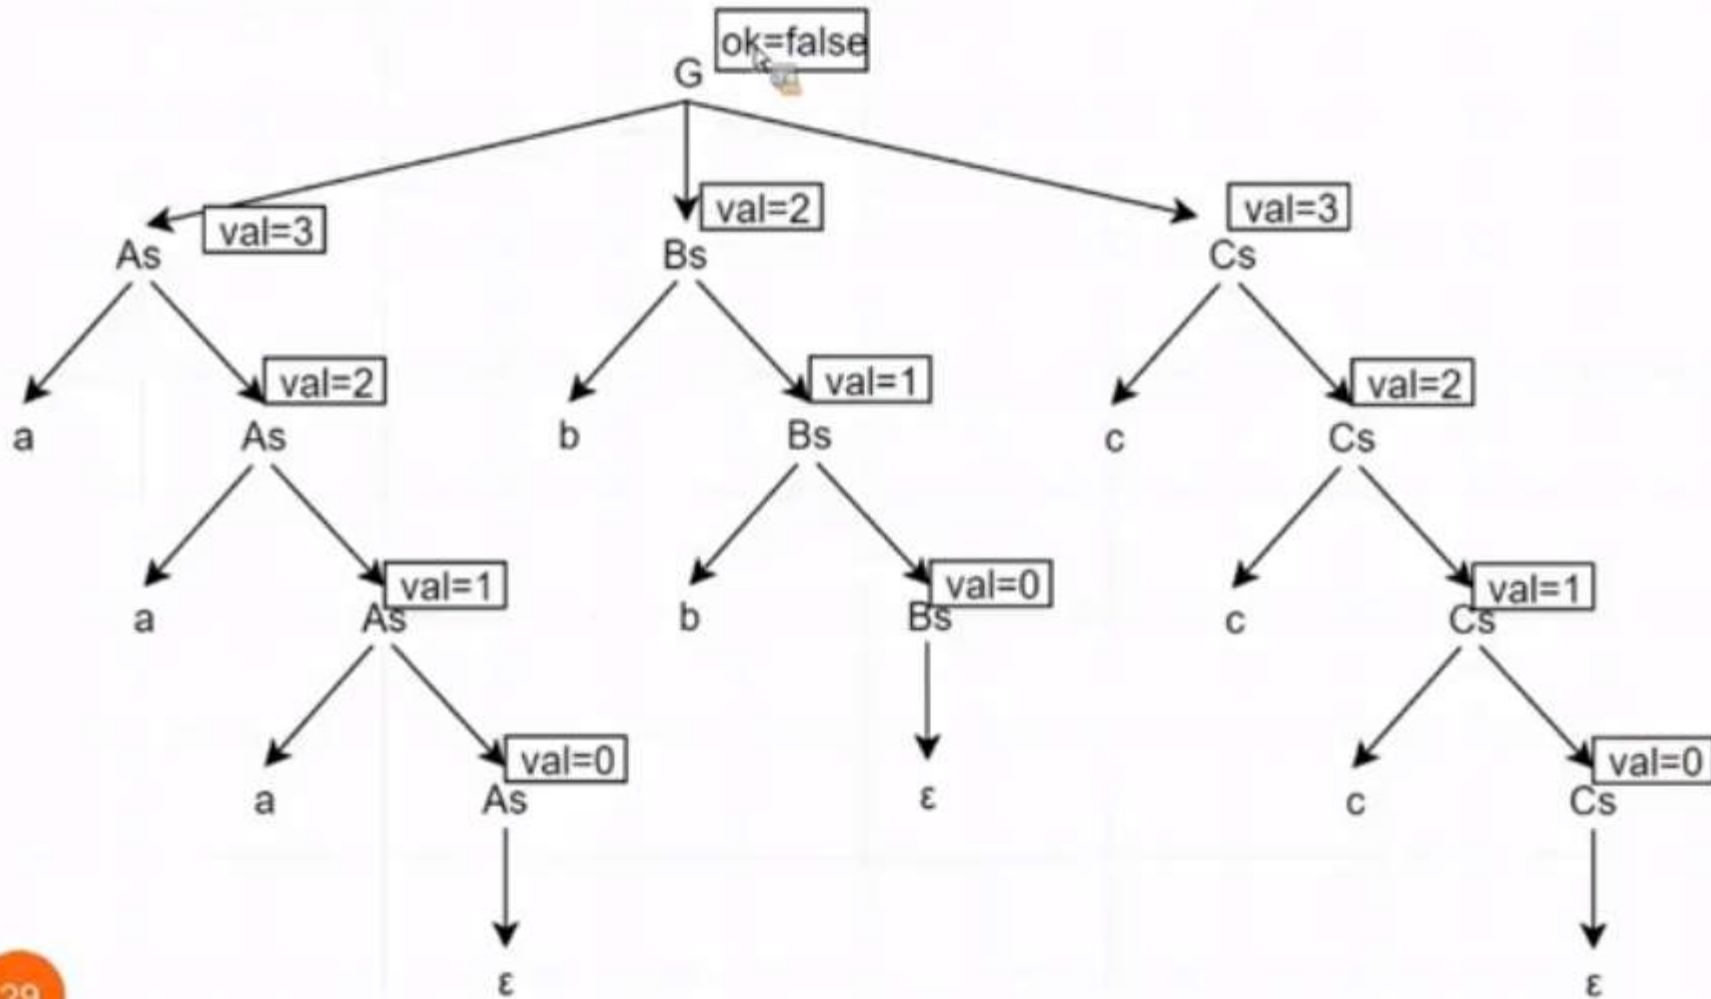 ok=false
G
val=3
val=2
val=3
As
Bs
Cs
val=2
val=1
val=2
a
As
b
Bs
c
Cs
val=1
val=0
val=1
a
As
b
Bs
c
Cs
val=0
val=0
a
As
ε
c
Cs
ε
ε
29